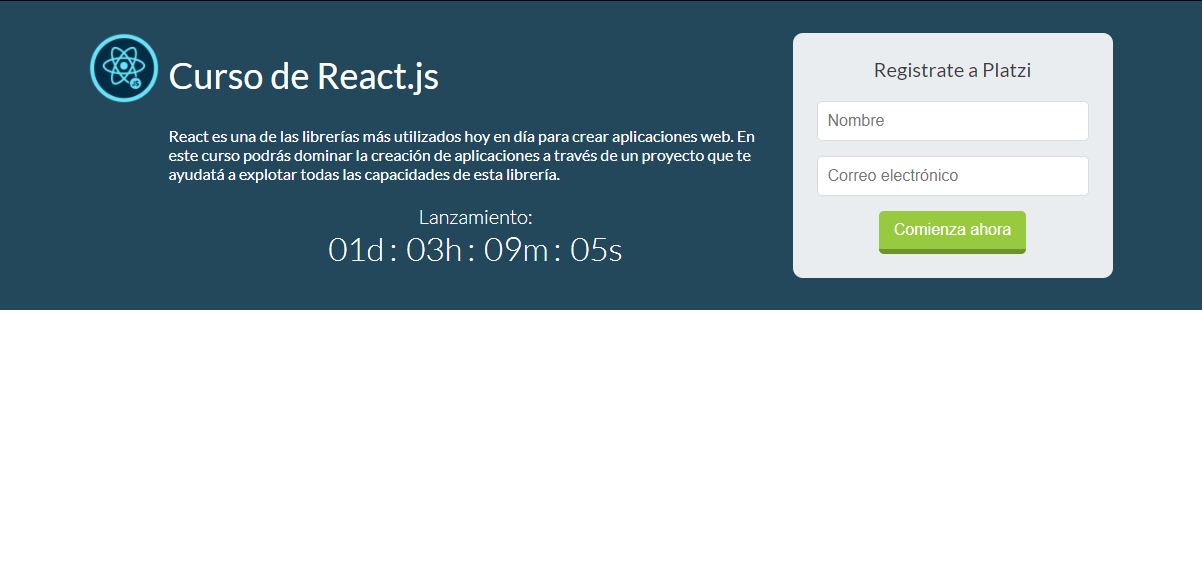 Curso de React.js
React es una de las librerías más utilizados hoy en día para crear aplicaciones web. En
este curso podrás dominar la creación de aplicaciones a través de un proyecto que te
ayudatá a explotar todas las capacidades de esta librería.
Lanzamiento:
01d : 03h : 09m : 05s
Registrate a Platzi
Nombre
Correo electrónico
Comienza ahora